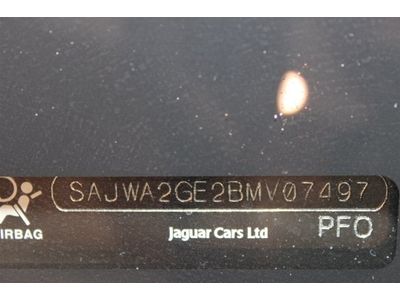 SAJWA2GE2BMV07497
IRBAG Jaguar Cars Ltd PFO